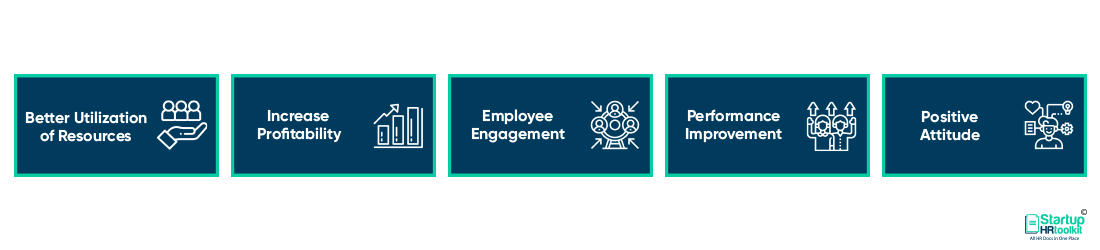 Better Utilization
of Resources
Increase
Profitability
Employee
Engagement
Performance
Improvement
Positive
Attitude
©
Startup
HRtoolkit
All HR Docs in One Place